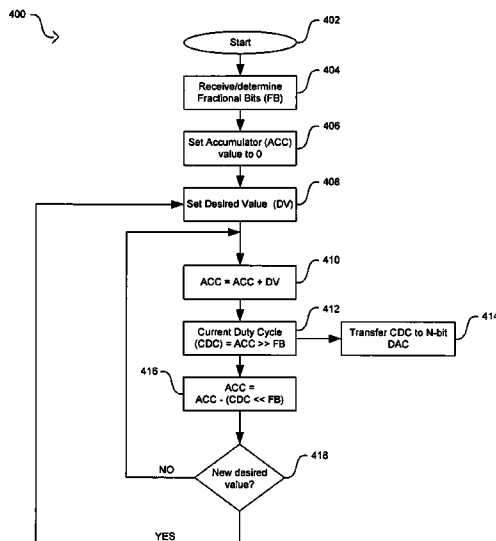 400
402
Start
404
Receive/determine
Fractional Bits (FB)
406
Set Accumulator (ACC)
value to 0
408
Set Desired Value (DV)
410
ACC = ACC + DV
412
Current Duty Cycle
(CDC) = ACC >> FB
414
Transfer CDC to N-bit
DAC
416
ACC =
ACC - (CDC << FB)
418
New desired
value?
NO
YES